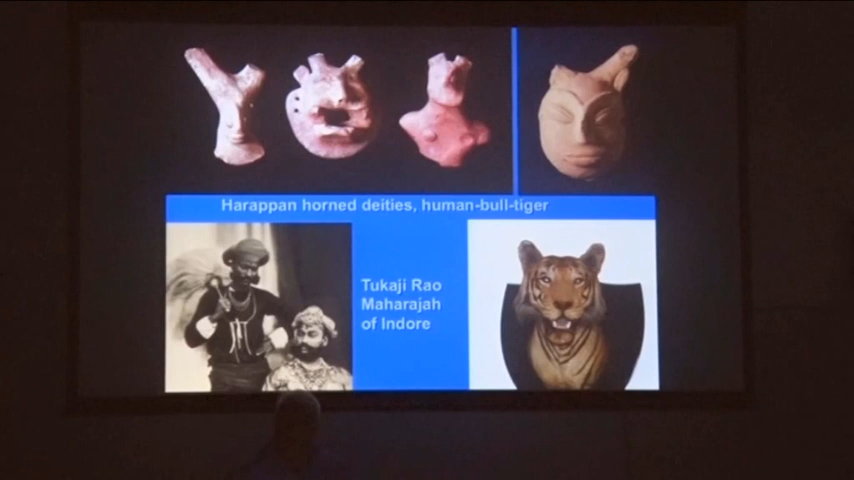 Harappan horned deities, human-bull-tiger
Tukaji Rao
Maharajah
of Indore